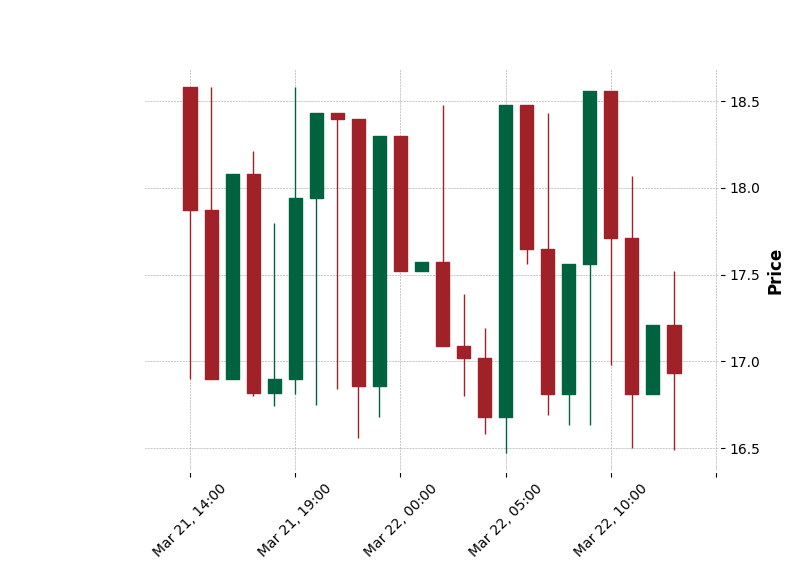 18.5
18.0
17.5
17.0
16.5
Price
Mar 21, 14:00
Mar 21, 19:00
Mar 22, 00:00
Mar 22, 05:00
Mar 22, 10:00